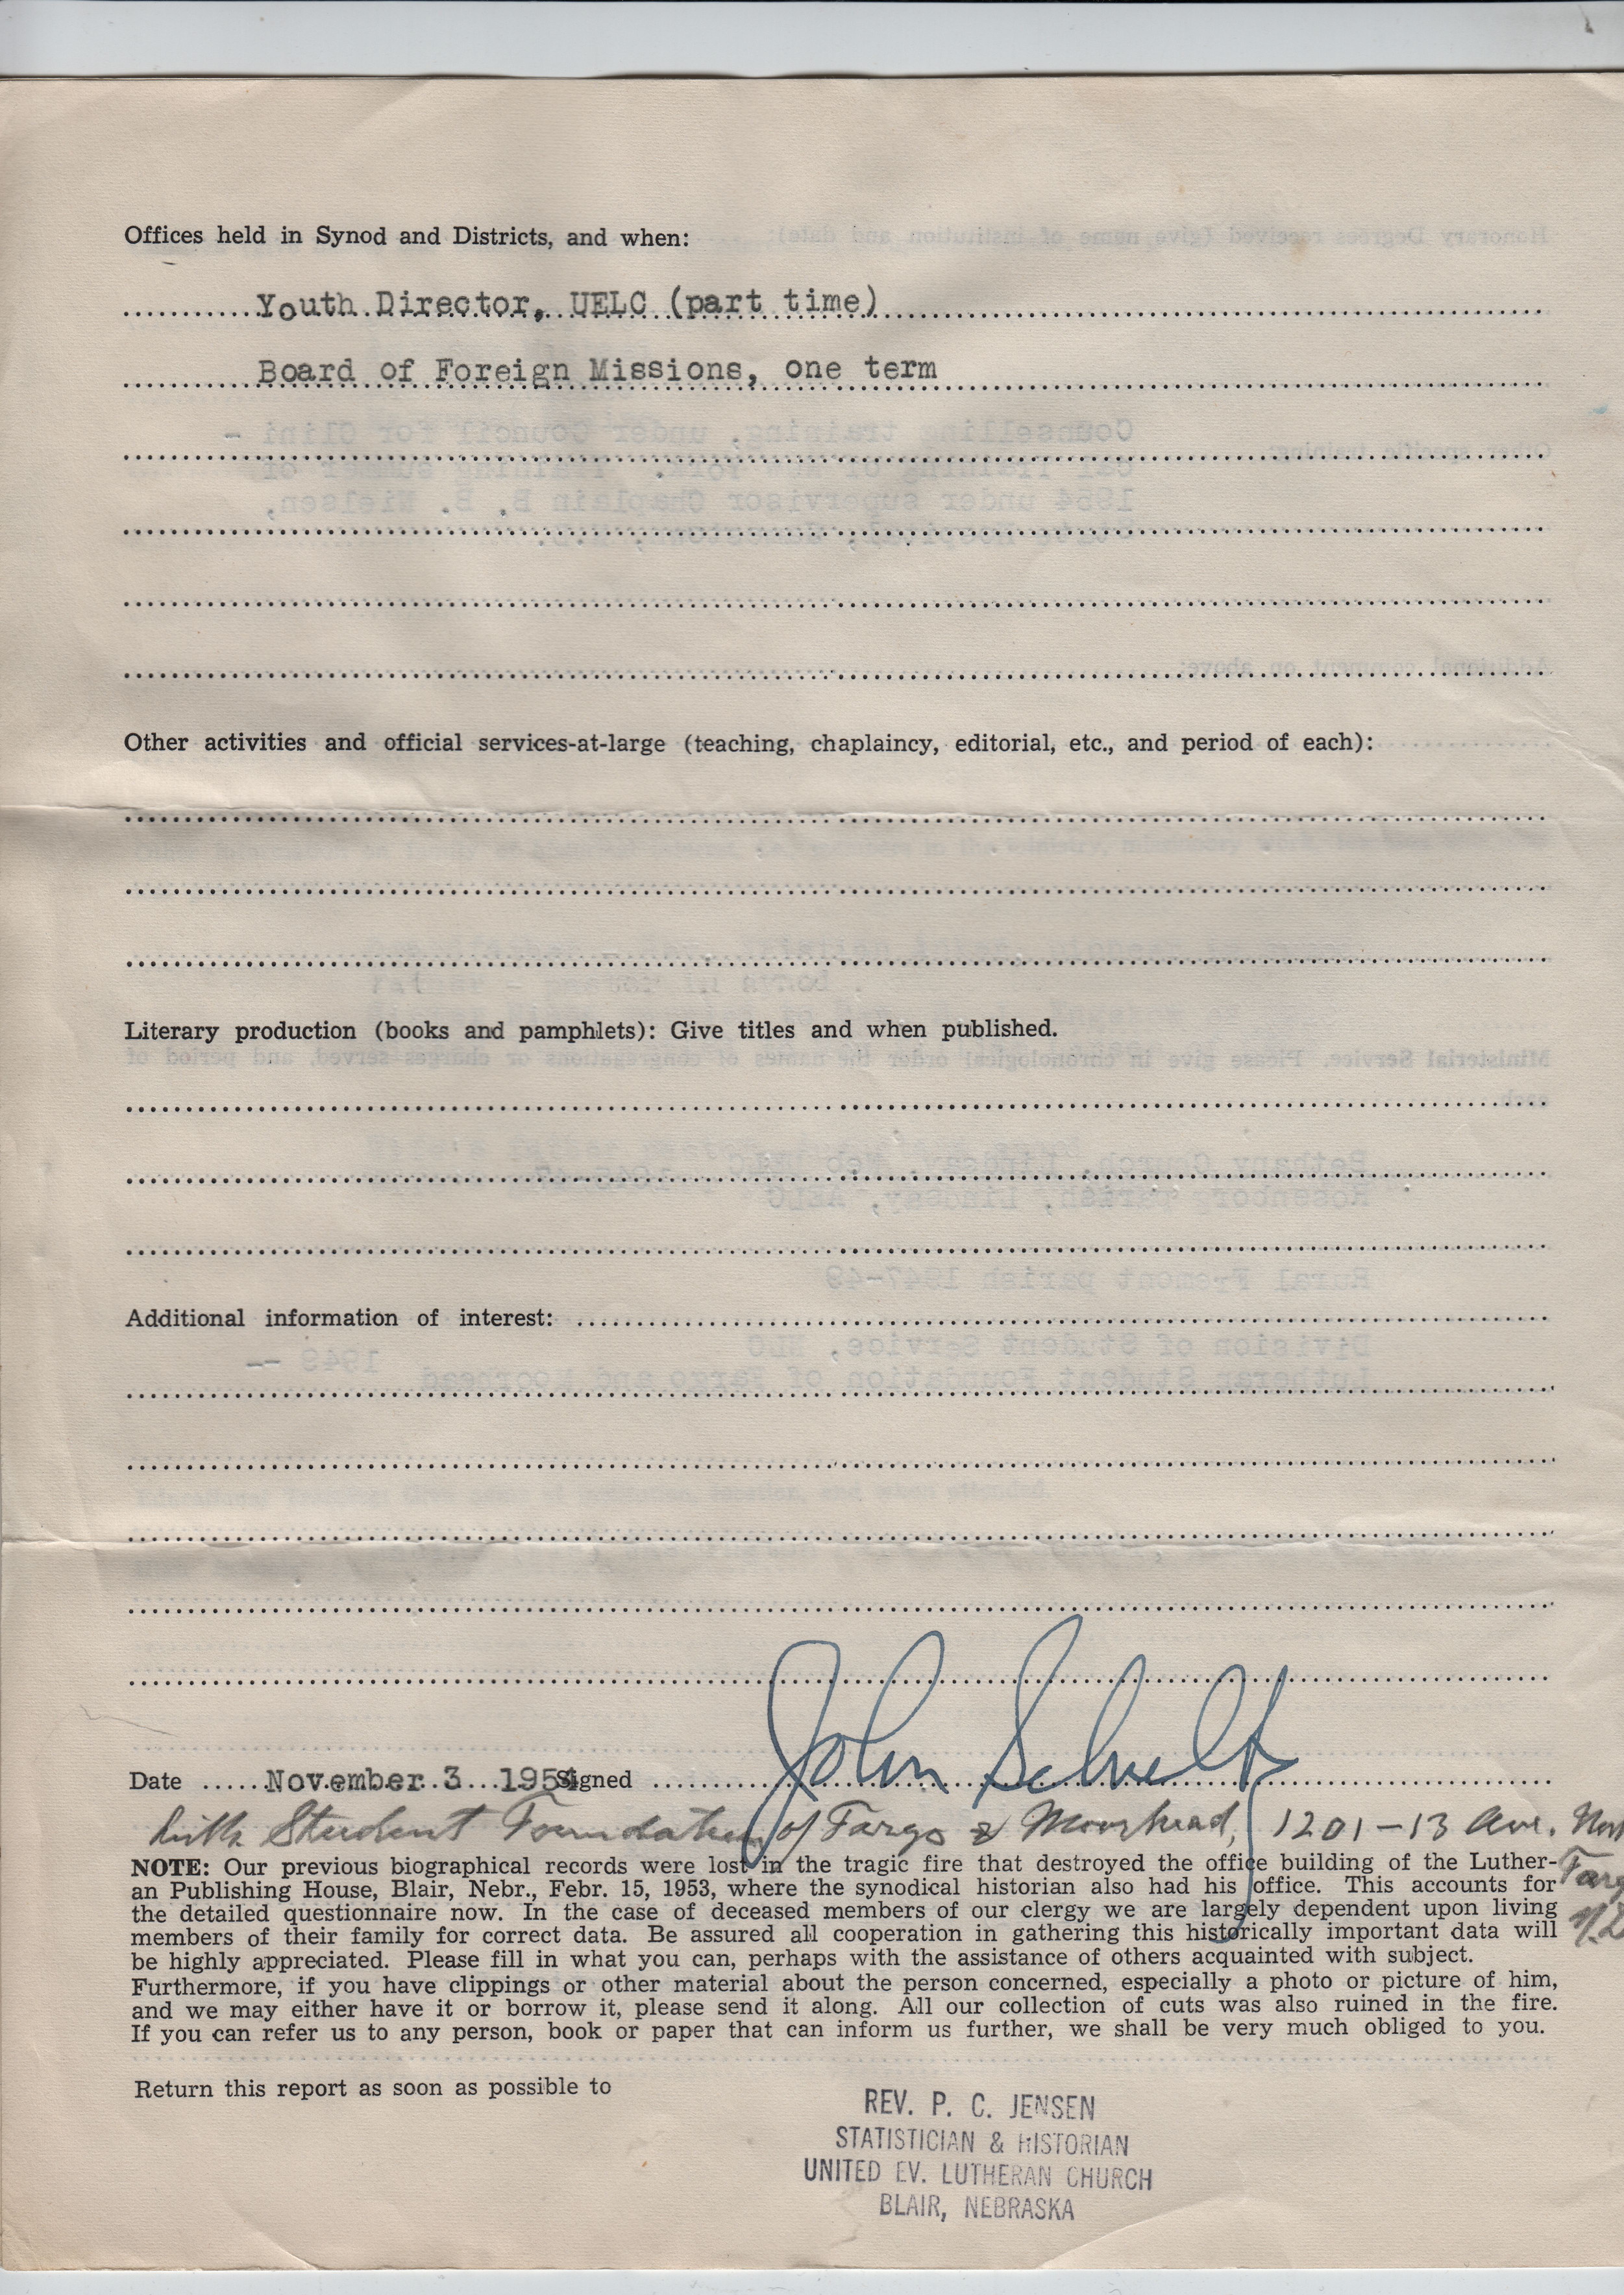 Offices held in Synod and Districts, and when:
Youth Director, UELC (part time)
Board of Foreign Missions, one term
Other activities and official services-at-large (teaching, chaplaincy, editorial, etc., and period of each):
Literary production (books and pamphlets): Give titles and when published.
Additional information of interest:
Date November 3 1954 Signed John Schultz
Luth Student Foundation of Fargo & Moorhead, 1201-13 Ave.
NOTE: Our previous biographical records were lost in the tragic fire that destroyed the office building of the Luther-
an Publishing House, Blair, Nebr., Febr. 15, 1953, where the synodical historian also had his office. This accounts for
the detailed questionnaire now. In the case of deceased members of our clergy we are largely dependent upon living
members of their family for correct data. Be assured all cooperation in gathering this historically important data will
be highly appreciated. Please fill in what you can, perhaps with the assistance of others acquainted with subject.
Furthermore, if you have clippings or other material about the person concerned, especially a photo or picture of him,
and we may either have it or borrow it, please send it along. All our collection of cuts was also ruined in the fire.
If you can refer us to any person, book or paper that can inform us further, we shall be very much obliged to you.
Return this report as soon as possible to
REV. P. C. JENSEN
STATISTICIAN & HISTORIAN
UNITED EV. LUTHERAN CHURCH
BLAIR, NEBRASKA